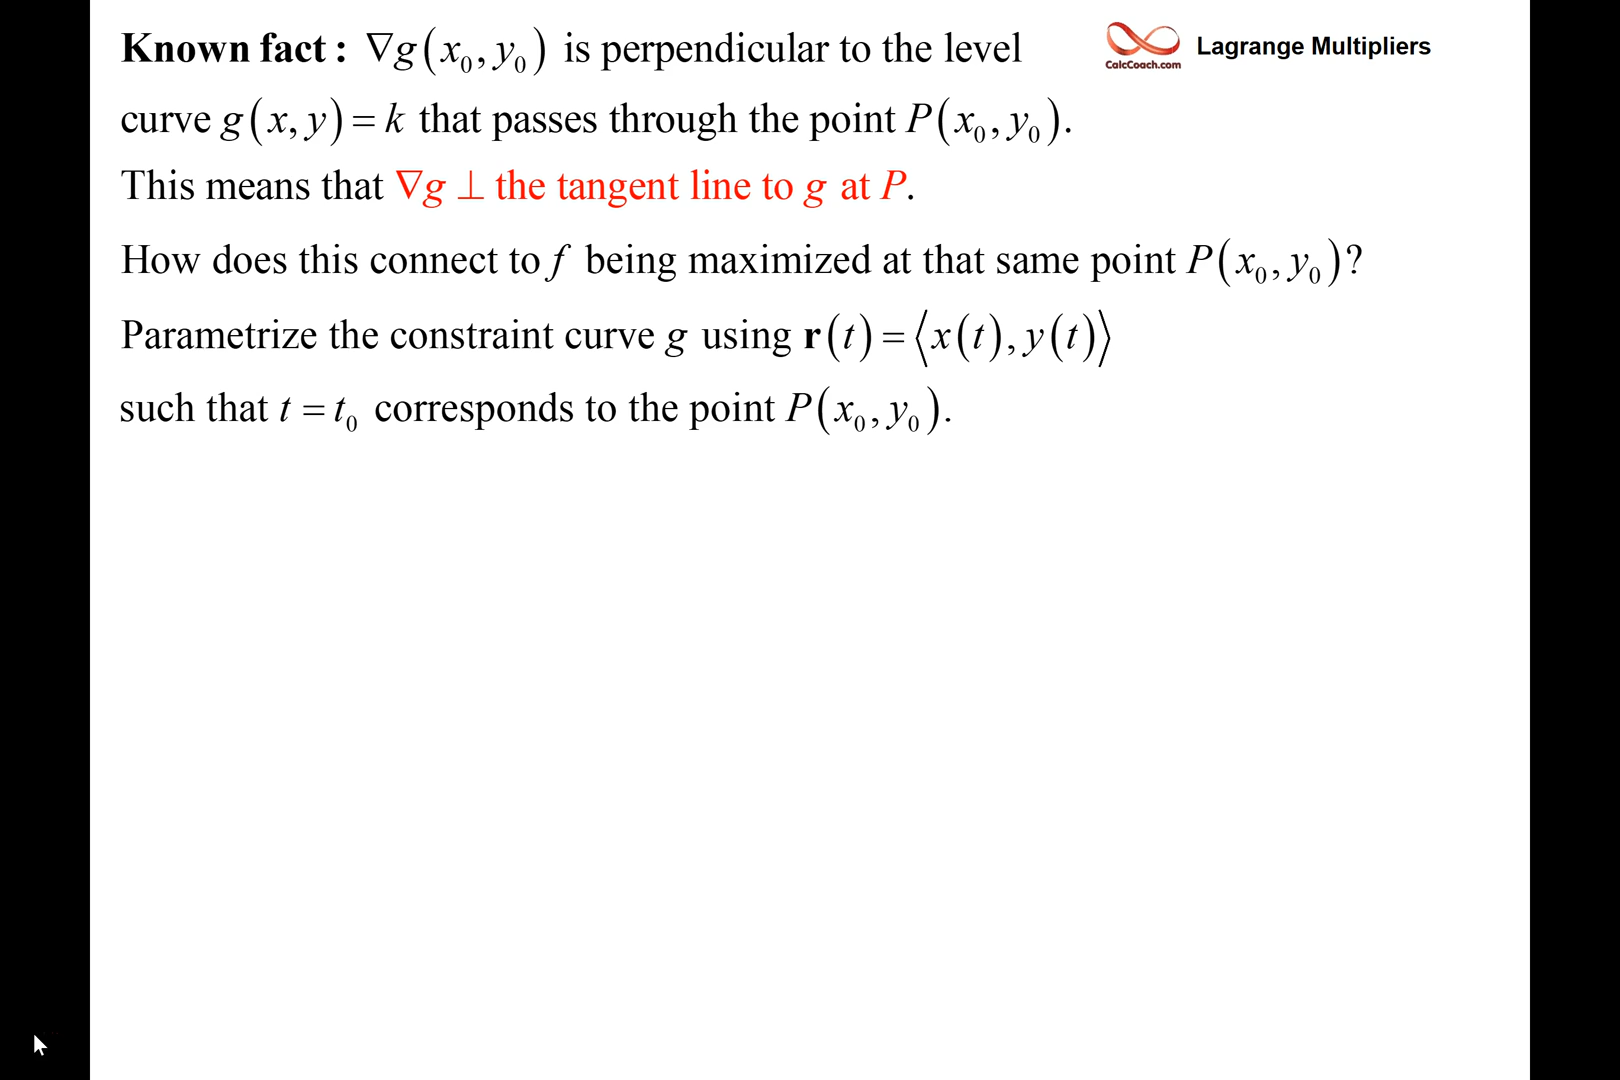 Known fact : ∇g(x₀, y₀) is perpendicular to the level
CalcCoach.com
Lagrange Multipliers
curve g(x, y) = k that passes through the point P(x₀, y₀).
This means that ∇g ⊥ the tangent line to g at P.
How does this connect to f being maximized at that same point P(x₀, y₀)?
Parametrize the constraint curve g using r(t) = ⟨x(t), y(t)⟩
such that t = t₀ corresponds to the point P(x₀, y₀).